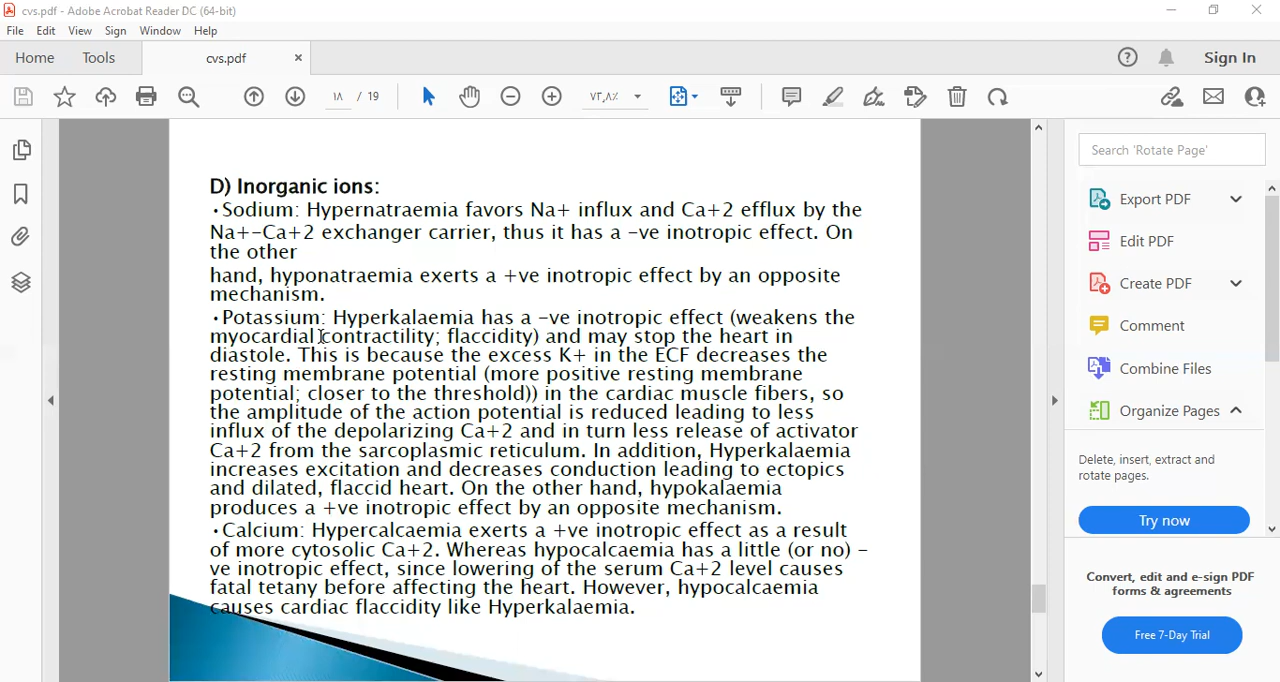 cvs.pdf - Adobe Acrobat Reader DC (64-bit)
File Edit View Sign Window Help
Home Tools cvs.pdf × Sign In
١٨ / 19 ٧٣,٨٪
Search 'Rotate Page'
D) Inorganic ions:
•Sodium: Hypernatraemia favors Na+ influx and Ca+2 efflux by the
Na+-Ca+2 exchanger carrier, thus it has a -ve inotropic effect. On
the other
hand, hyponatraemia exerts a +ve inotropic effect by an opposite
mechanism.
•Potassium: Hyperkalaemia has a -ve inotropic effect (weakens the
myocardial contractility; flaccidity) and may stop the heart in
diastole. This is because the excess K+ in the ECF decreases the
resting membrane potential (more positive resting membrane
potential; closer to the threshold)) in the cardiac muscle fibers, so
the amplitude of the action potential is reduced leading to less
influx of the depolarizing Ca+2 and in turn less release of activator
Ca+2 from the sarcoplasmic reticulum. In addition, Hyperkalaemia
increases excitation and decreases conduction leading to ectopics
and dilated, flaccid heart. On the other hand, hypokalaemia
produces a +ve inotropic effect by an opposite mechanism.
•Calcium: Hypercalcaemia exerts a +ve inotropic effect as a result
of more cytosolic Ca+2. Whereas hypocalcaemia has a little (or no) -
ve inotropic effect, since lowering of the serum Ca+2 level causes
fatal tetany before affecting the heart. However, hypocalcaemia
causes cardiac flaccidity like Hyperkalaemia.
Export PDF
Edit PDF
Create PDF
Comment
Combine Files
Organize Pages
Delete, insert, extract and
rotate pages.
Try now
Convert, edit and e-sign PDF
forms & agreements
Free 7-Day Trial